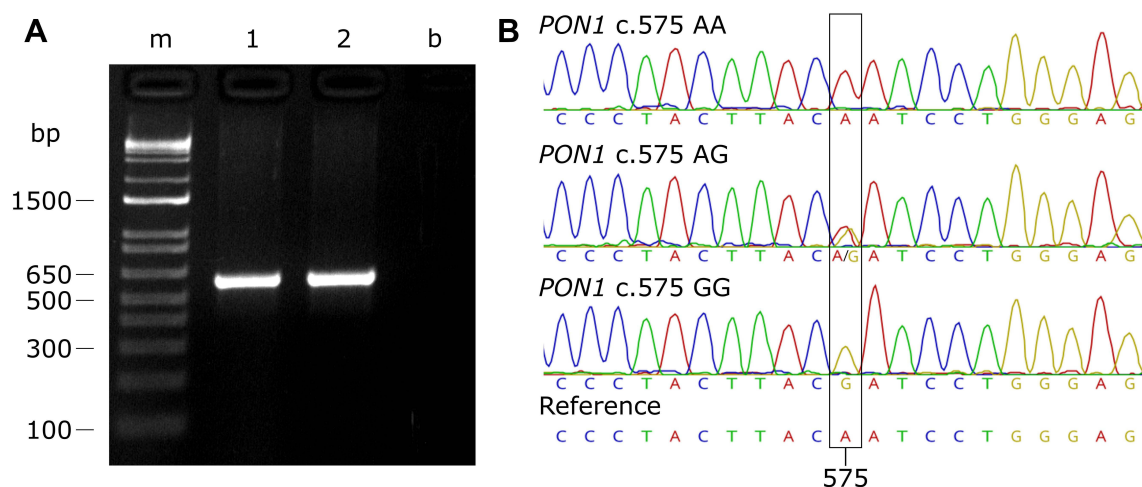 A
m 1 2 b
bp
1500
650
500
300
100
B
PON1 c.575 AA
C C C T A C T T A C A A T C C T G G G A G
PON1 c.575 AG
C C C T A C T T A C A/G A T C C T G G G A G
PON1 c.575 GG
C C C T A C T T A C G A T C C T G G G A G
Reference
C C C T A C T T A C A A T C C T G G G A G
575